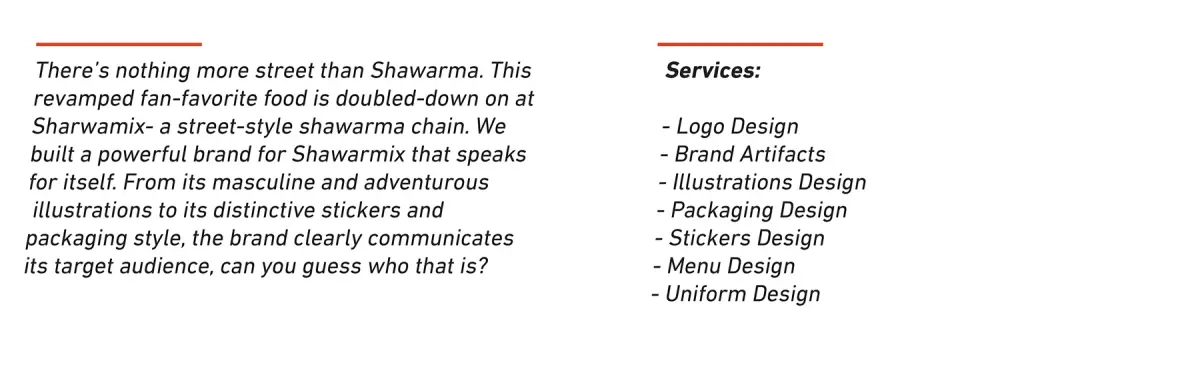 There's nothing more street than Shawarma. This
revamped fan-favorite food is doubled-down on at
Sharwamix- a street-style shawarma chain. We
built a powerful brand for Shawarmix that speaks
for itself. From its masculine and adventurous
illustrations to its distinctive stickers and
packaging style, the brand clearly communicates
its target audience, can you guess who that is?
Services:
- Logo Design
- Brand Artifacts
- Illustrations Design
- Packaging Design
- Stickers Design
- Menu Design
- Uniform Design